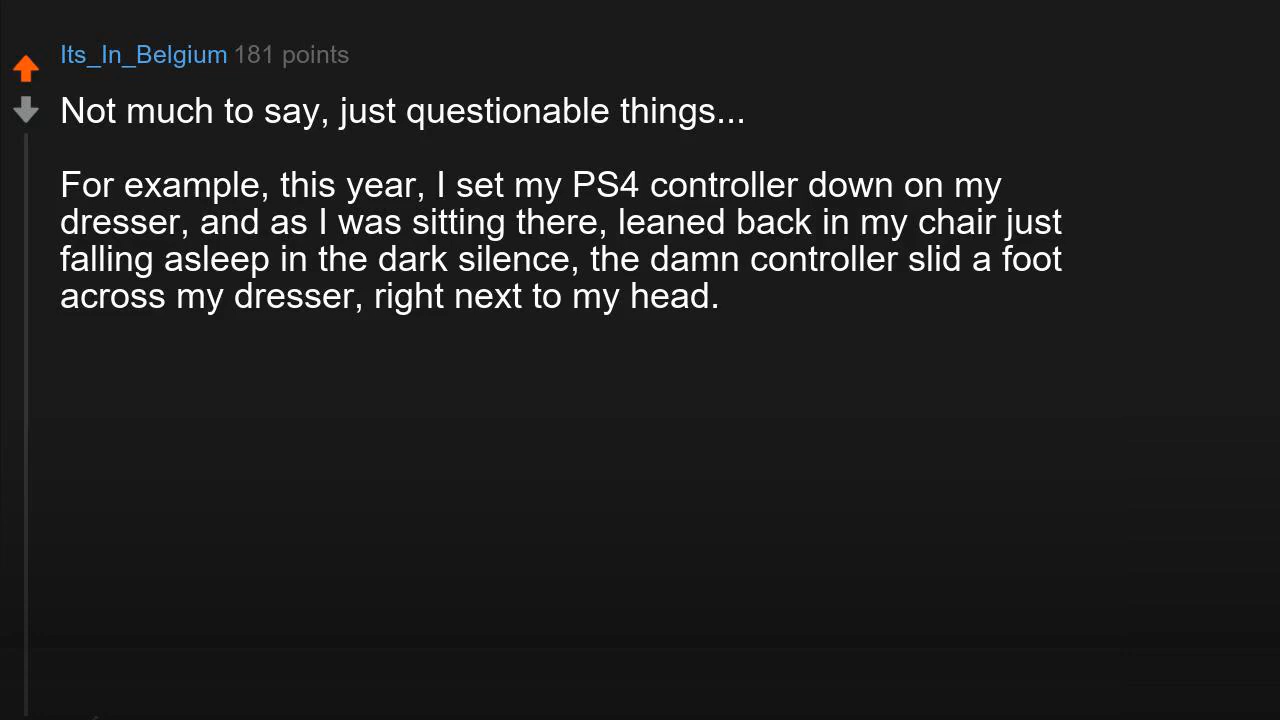 Its_In_Belgium 181 points
Not much to say, just questionable things...
For example, this year, I set my PS4 controller down on my
dresser, and as I was sitting there, leaned back in my chair just
falling asleep in the dark silence, the damn controller slid a foot
across my dresser, right next to my head.